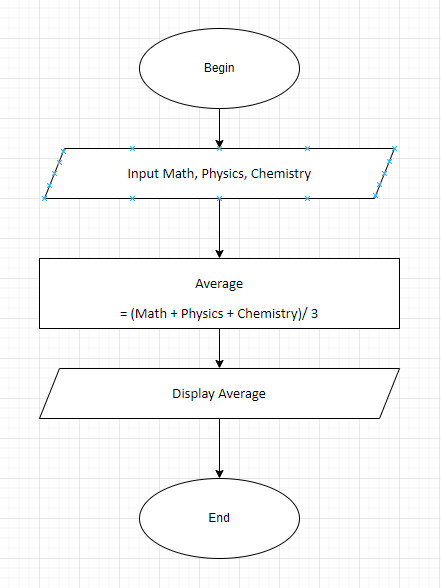 Begin
Input Math, Physics, Chemistry
Average
= (Math + Physics + Chemistry)/ 3
Display Average
End